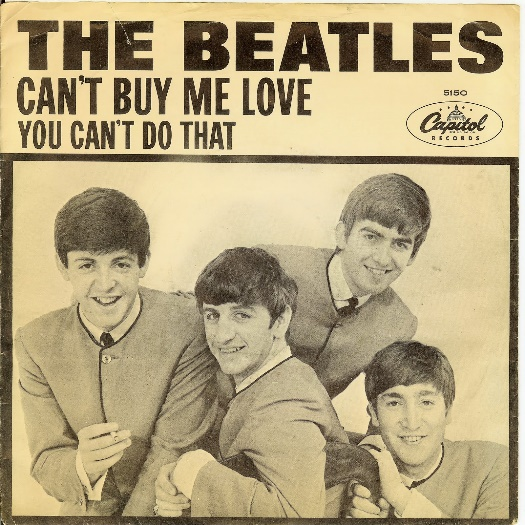 THE BEATLES
CAN'T BUY ME LOVE
YOU CAN'T DO THAT
5150
Capitol
RECORDS